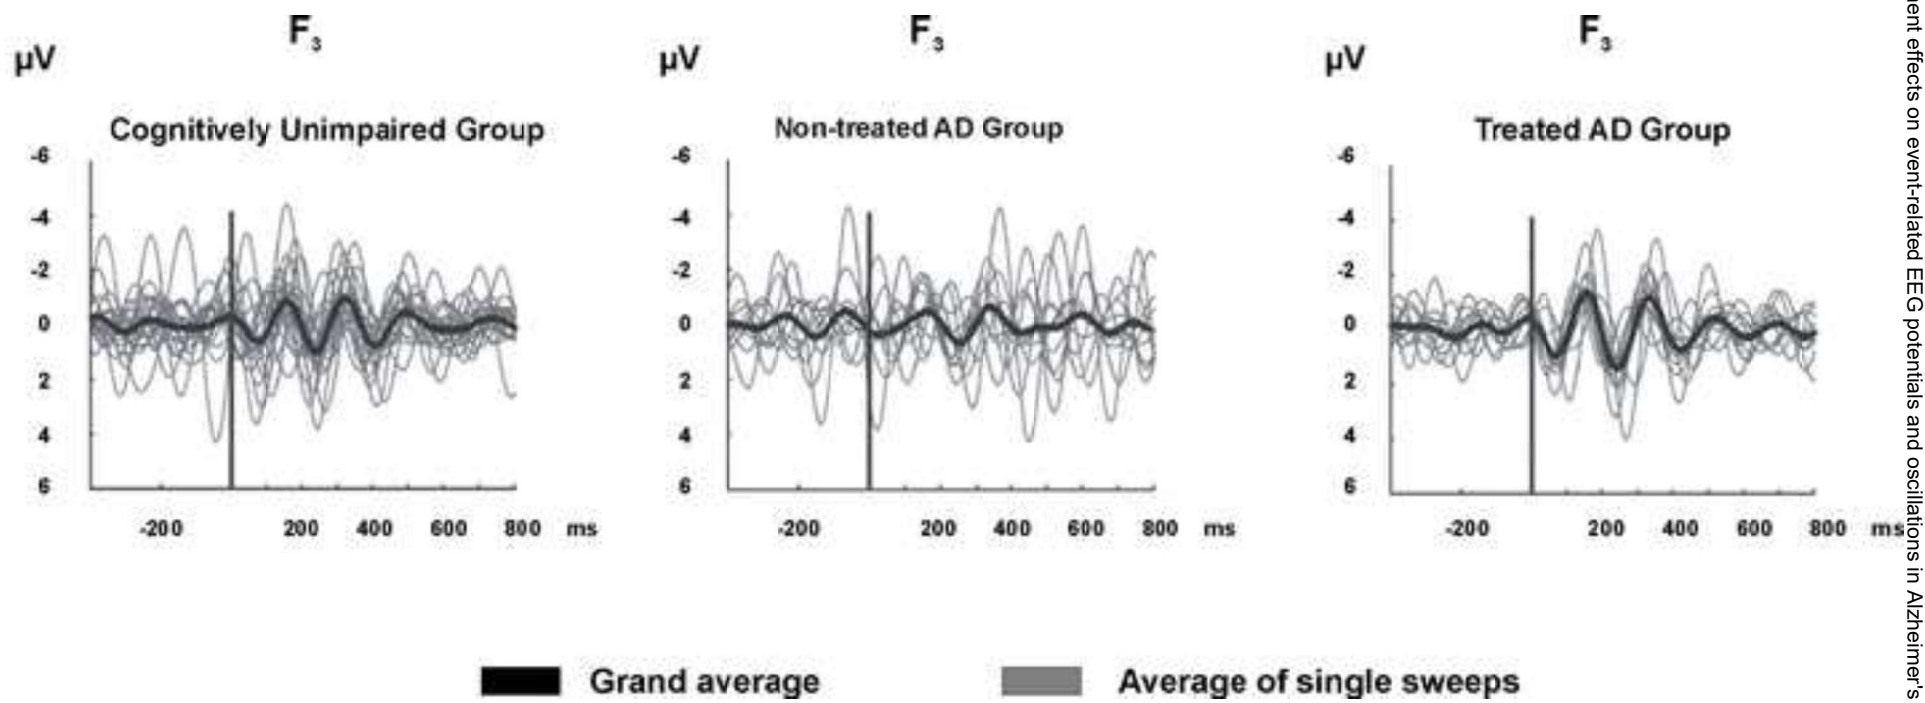 F3
µV
Cognitively Unimpaired Group
-6
-4
-2
0
2
4
6
-200 200 400 600 800 ms
F3
µV
Non-treated AD Group
-6
-4
-2
0
2
4
6
-200 200 400 600 800 ms
F3
µV
Treated AD Group
-6
-4
-2
0
2
4
6
-200 200 400 600 800 ms
Grand average
Average of single sweeps
effects on event-related EEG potentials and oscillations in Alzheimer's